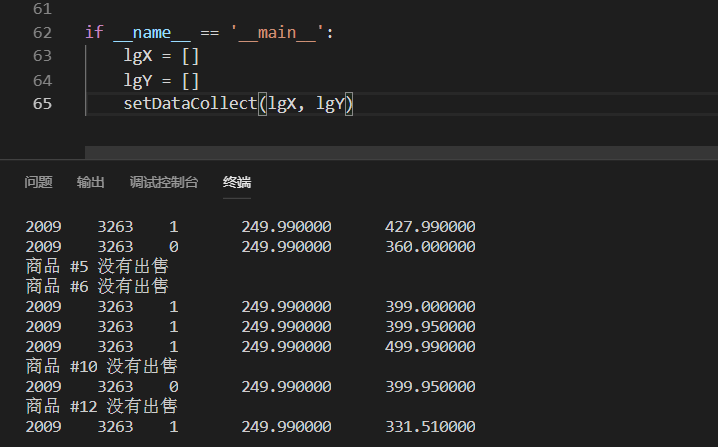 61
62 if __name__ == '__main__':
63 lgX = []
64 lgY = []
65 setDataCollect(lgX, lgY)
问题 输出 调试控制台 终端
2009 3263 1 249.990000 427.990000
2009 3263 0 249.990000 360.000000
商品 #5 没有出售
商品 #6 没有出售
2009 3263 1 249.990000 399.000000
2009 3263 1 249.990000 399.950000
2009 3263 1 249.990000 499.990000
商品 #10 没有出售
2009 3263 0 249.990000 399.950000
商品 #12 没有出售
2009 3263 1 249.990000 331.510000